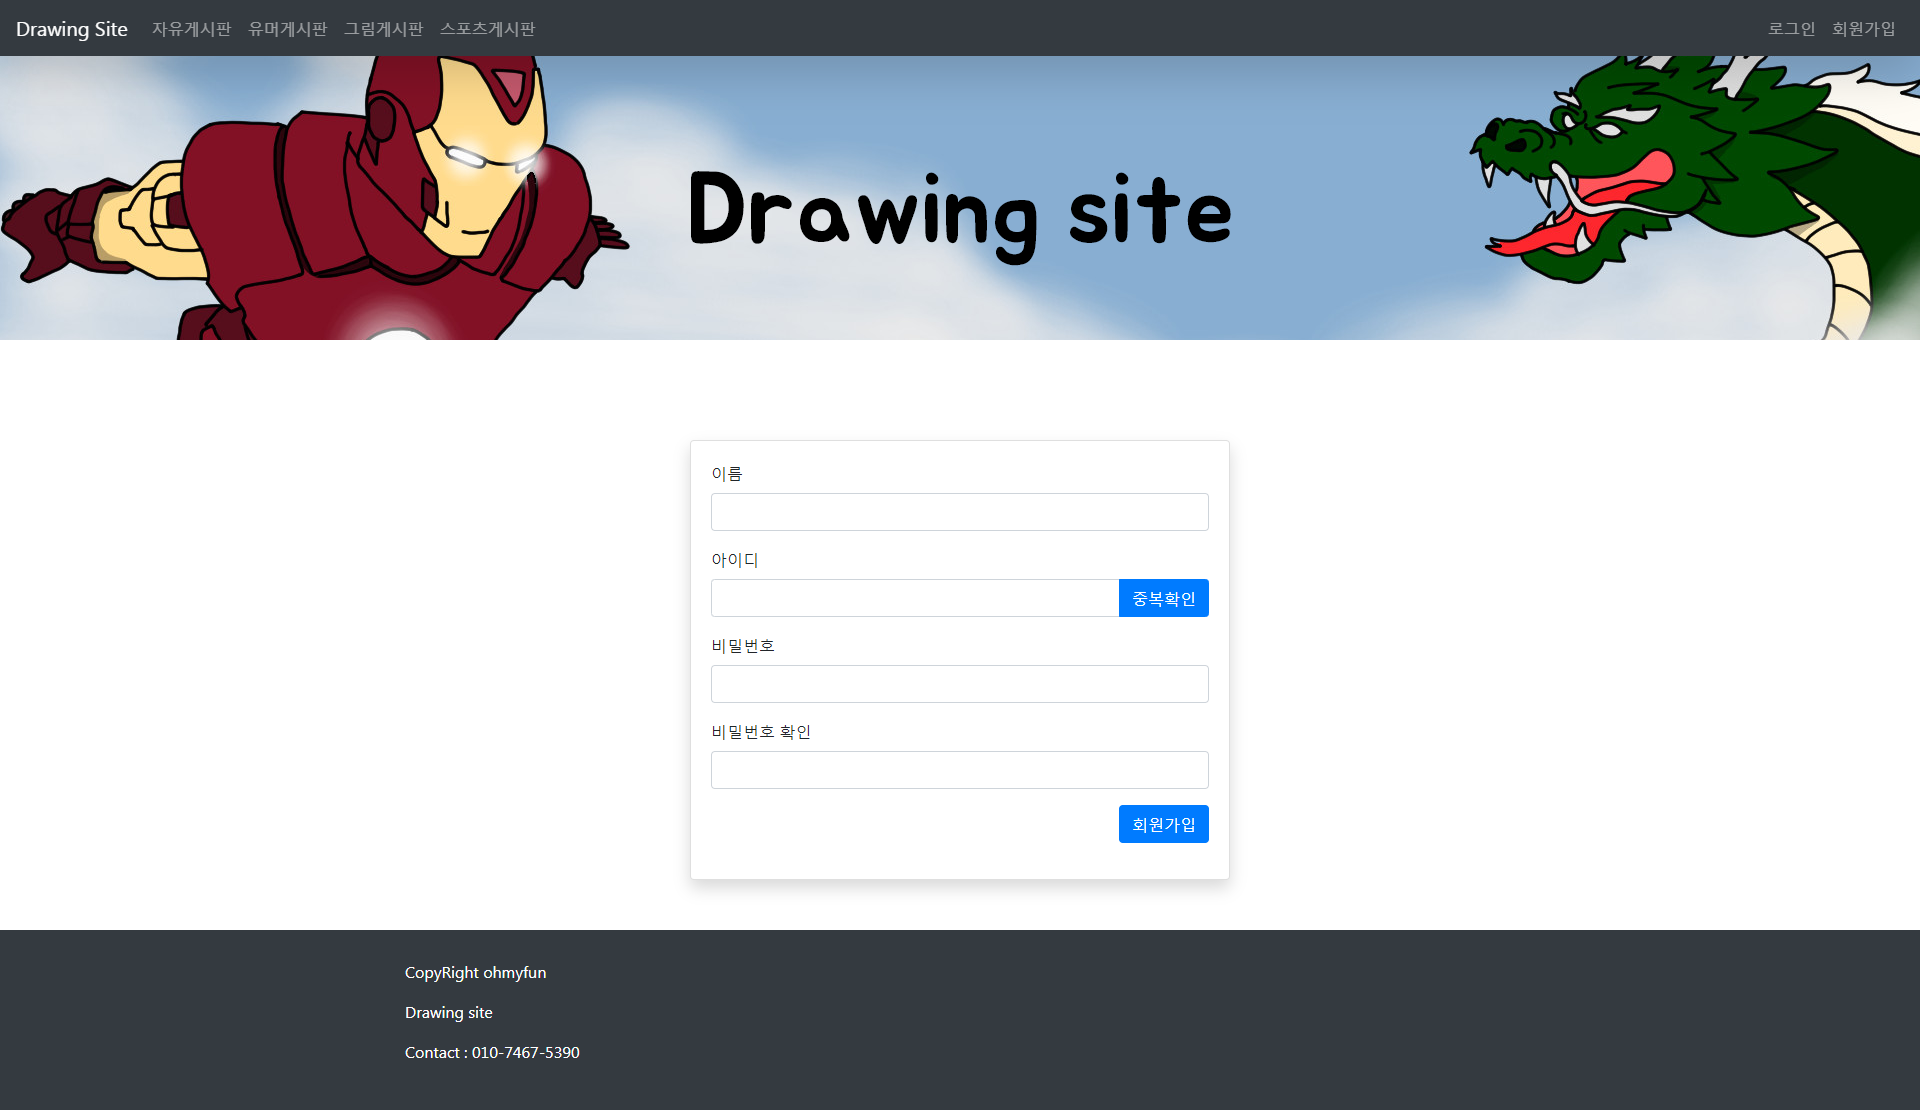 Drawing Site 자유게시판 유머게시판 그림게시판 스포츠게시판 로그인 회원가입
Drawing site
이름
아이디
중복확인
비밀번호
비밀번호 확인
회원가입
CopyRight ohmyfun
Drawing site
Contact : 010-7467-5390